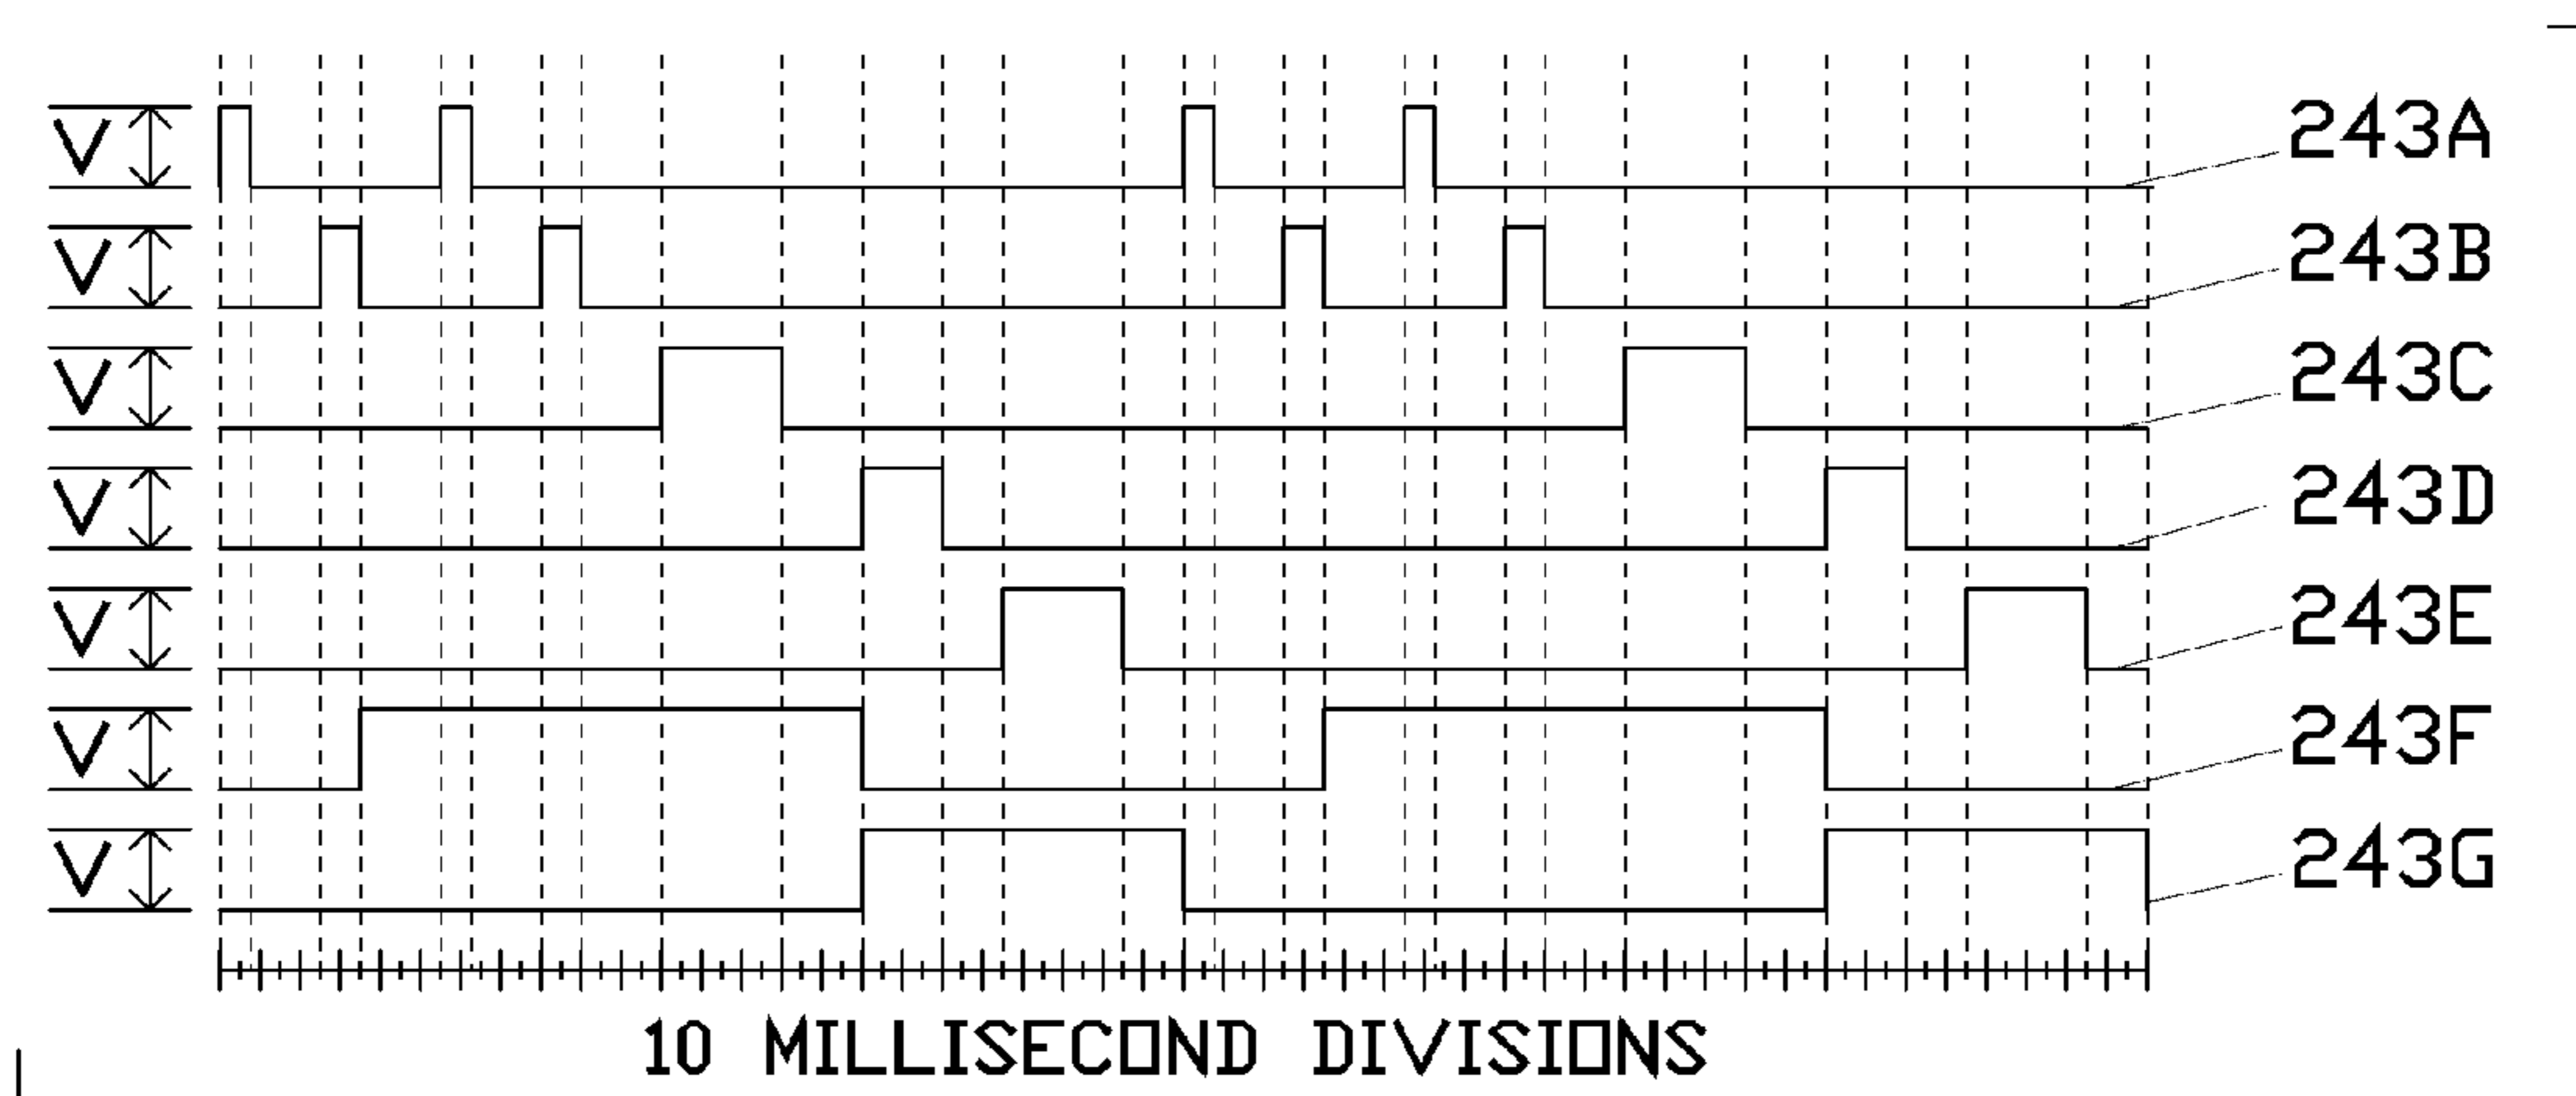 V 243A
V 243B
V 243C
V 243D
V 243E
V 243F
V 243G
10 MILLISECOND DIVISIONS